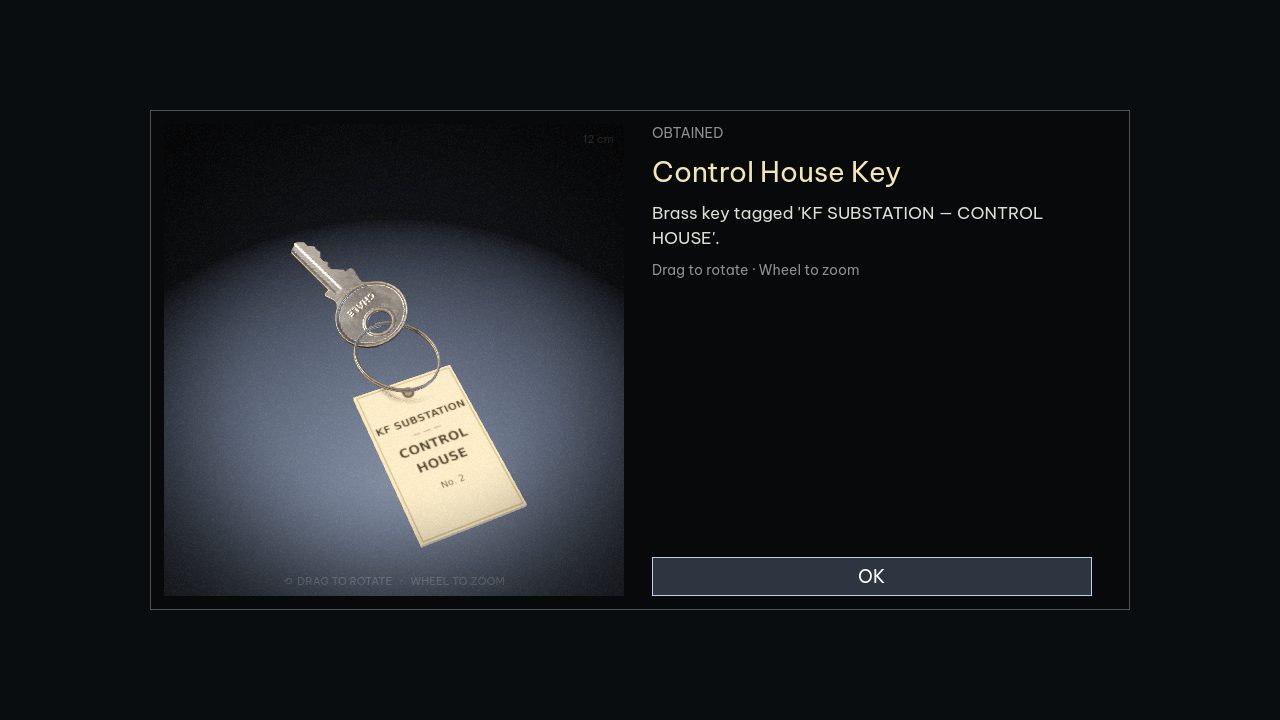 12 cm
CHALE
KF SUBSTATION
— — —
CONTROL
HOUSE
No. 2
⟲ DRAG TO ROTATE · WHEEL TO ZOOM
OBTAINED
Control House Key
Brass key tagged 'KF SUBSTATION — CONTROL
HOUSE'.
Drag to rotate · Wheel to zoom
OK